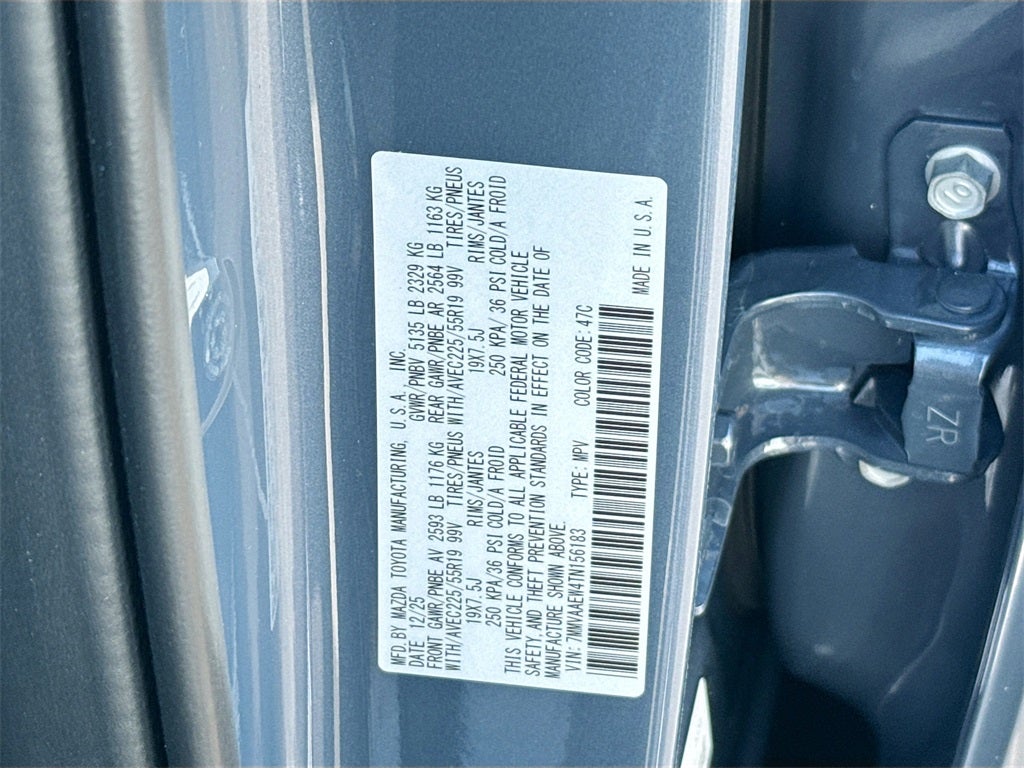 MFD.BY MAZDA TOYOTA MANUFACTURING, U.S.A., INC.
DATE 12/25 GVWR/PNBV 5135 LB 2329 KG
FRONT GAWR/PNBE AV 2593 LB 1176 KG REAR GAWR/PNBE AR 2564 LB 1163 KG
WITH/AVEC225/55R19 99V TIRES/PNEUS WITH/AVEC225/55R19 99V TIRES/PNEUS
19X7.5J RIMS/JANTES 19X7.5J RIMS/JANTES
250 KPA/36 PSI COLD/A FROID 250 KPA/36 PSI COLD/A FROID
THIS VEHICLE CONFORMS TO ALL APPLICABLE FEDERAL MOTOR VEHICLE
SAFETY, AND THEFT PREVENTION STANDARDS IN EFFECT ON THE DATE OF
MANUFACTURE SHOWN ABOVE.
VIN: 7MMVAAEW4TN156183 TYPE: MPV COLOR CODE: 47C
MADE IN U.S.A.
ZR